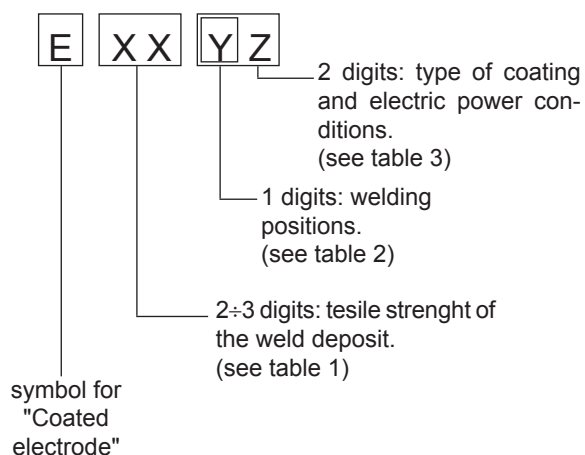 E XX Y Z
2 digits: type of coating
and electric power con-
ditions.
(see table 3)
1 digits: welding
positions.
(see table 2)
2÷3 digits: tesile strenght of
the weld deposit.
(see table 1)
symbol for
"Coated
electrode"